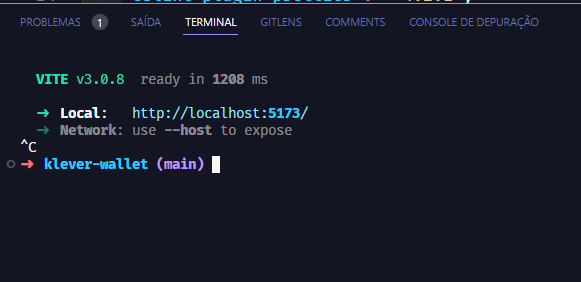 PROBLEMAS 1 SAÍDA TERMINAL GITLENS COMMENTS CONSOLE DE DEPURAÇÃO
VITE v3.0.8 ready in 1208 ms
➜ Local: http://localhost:5173/
➜ Network: use --host to expose
^C
➜ klever-wallet (main)